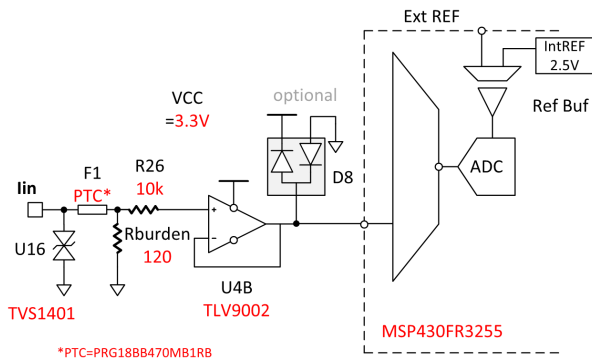 Ext REF
IntREF
2.5V
optional
VCC
=3.3V
Ref Buf
F1
PTC*
R26
10k
D8
ADC
Iin
+
-
U16
Rburden
120
U4B
TLV9002
TVS1401
MSP430FR3255
*PTC=PRG18BB470MB1RB